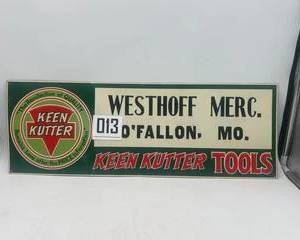 KEEN
KUTTER
013
WESTHOFF MERC.
O'FALLON, MO.
KEEN KUTTER TOOLS